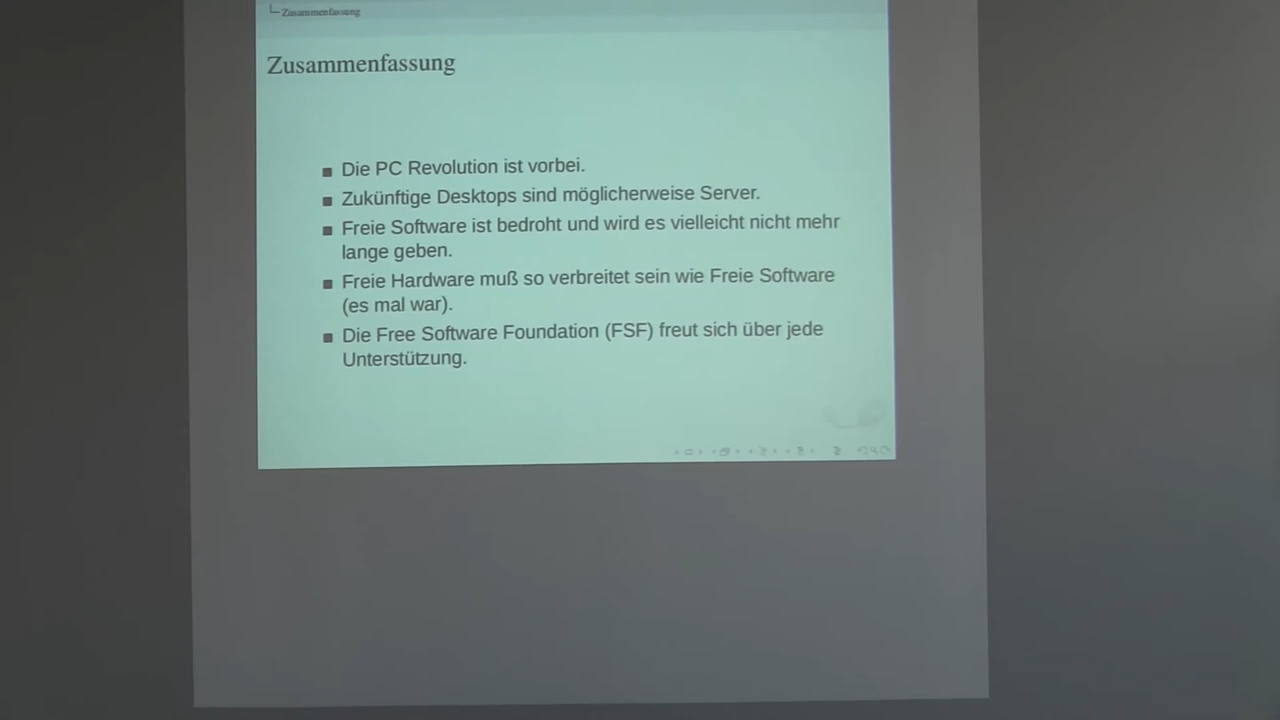 Zusammenfassung
Zusammenfassung
Die PC Revolution ist vorbei.
Zukünftige Desktops sind möglicherweise Server.
Freie Software ist bedroht und wird es vielleicht nicht mehr
lange geben.
Freie Hardware muß so verbreitet sein wie Freie Software
(es mal war).
Die Free Software Foundation (FSF) freut sich über jede
Unterstützung.